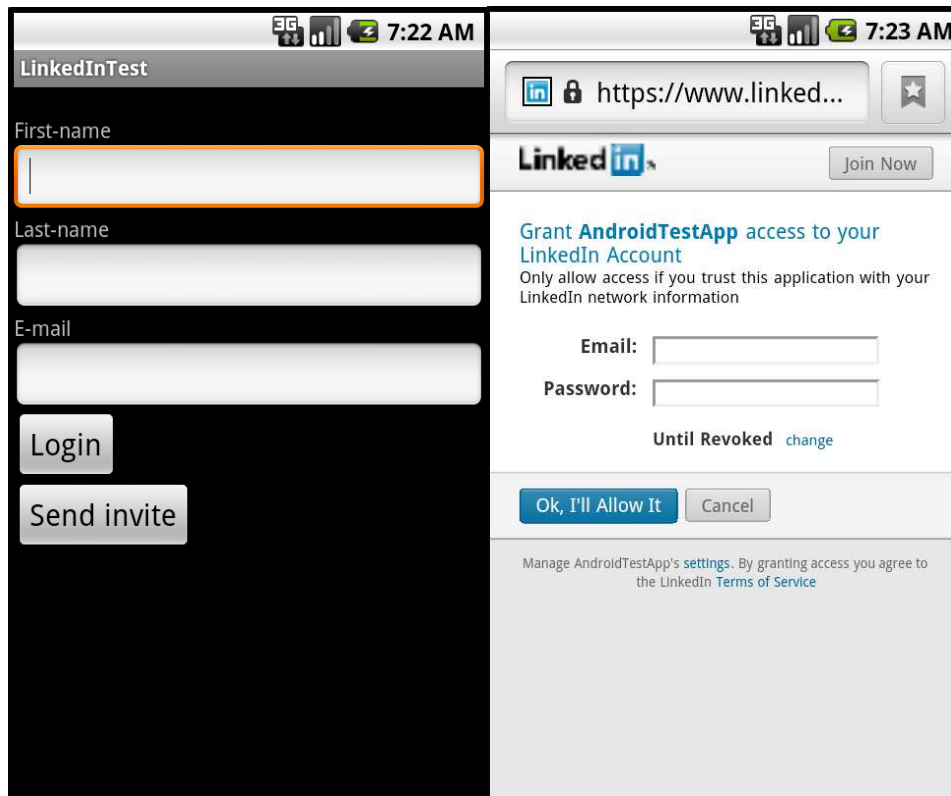 3G 7:22 AM
LinkedInTest
First-name
Last-name
E-mail
Login
Send invite
3G 7:23 AM
in https://www.linked...
Linked in
Join Now
Grant AndroidTestApp access to your
LinkedIn Account
Only allow access if you trust this application with your
LinkedIn network information
Email:
Password:
Until Revoked change
Ok, I'll Allow It Cancel
Manage AndroidTestApp's settings. By granting access you agree to
the LinkedIn Terms of Service